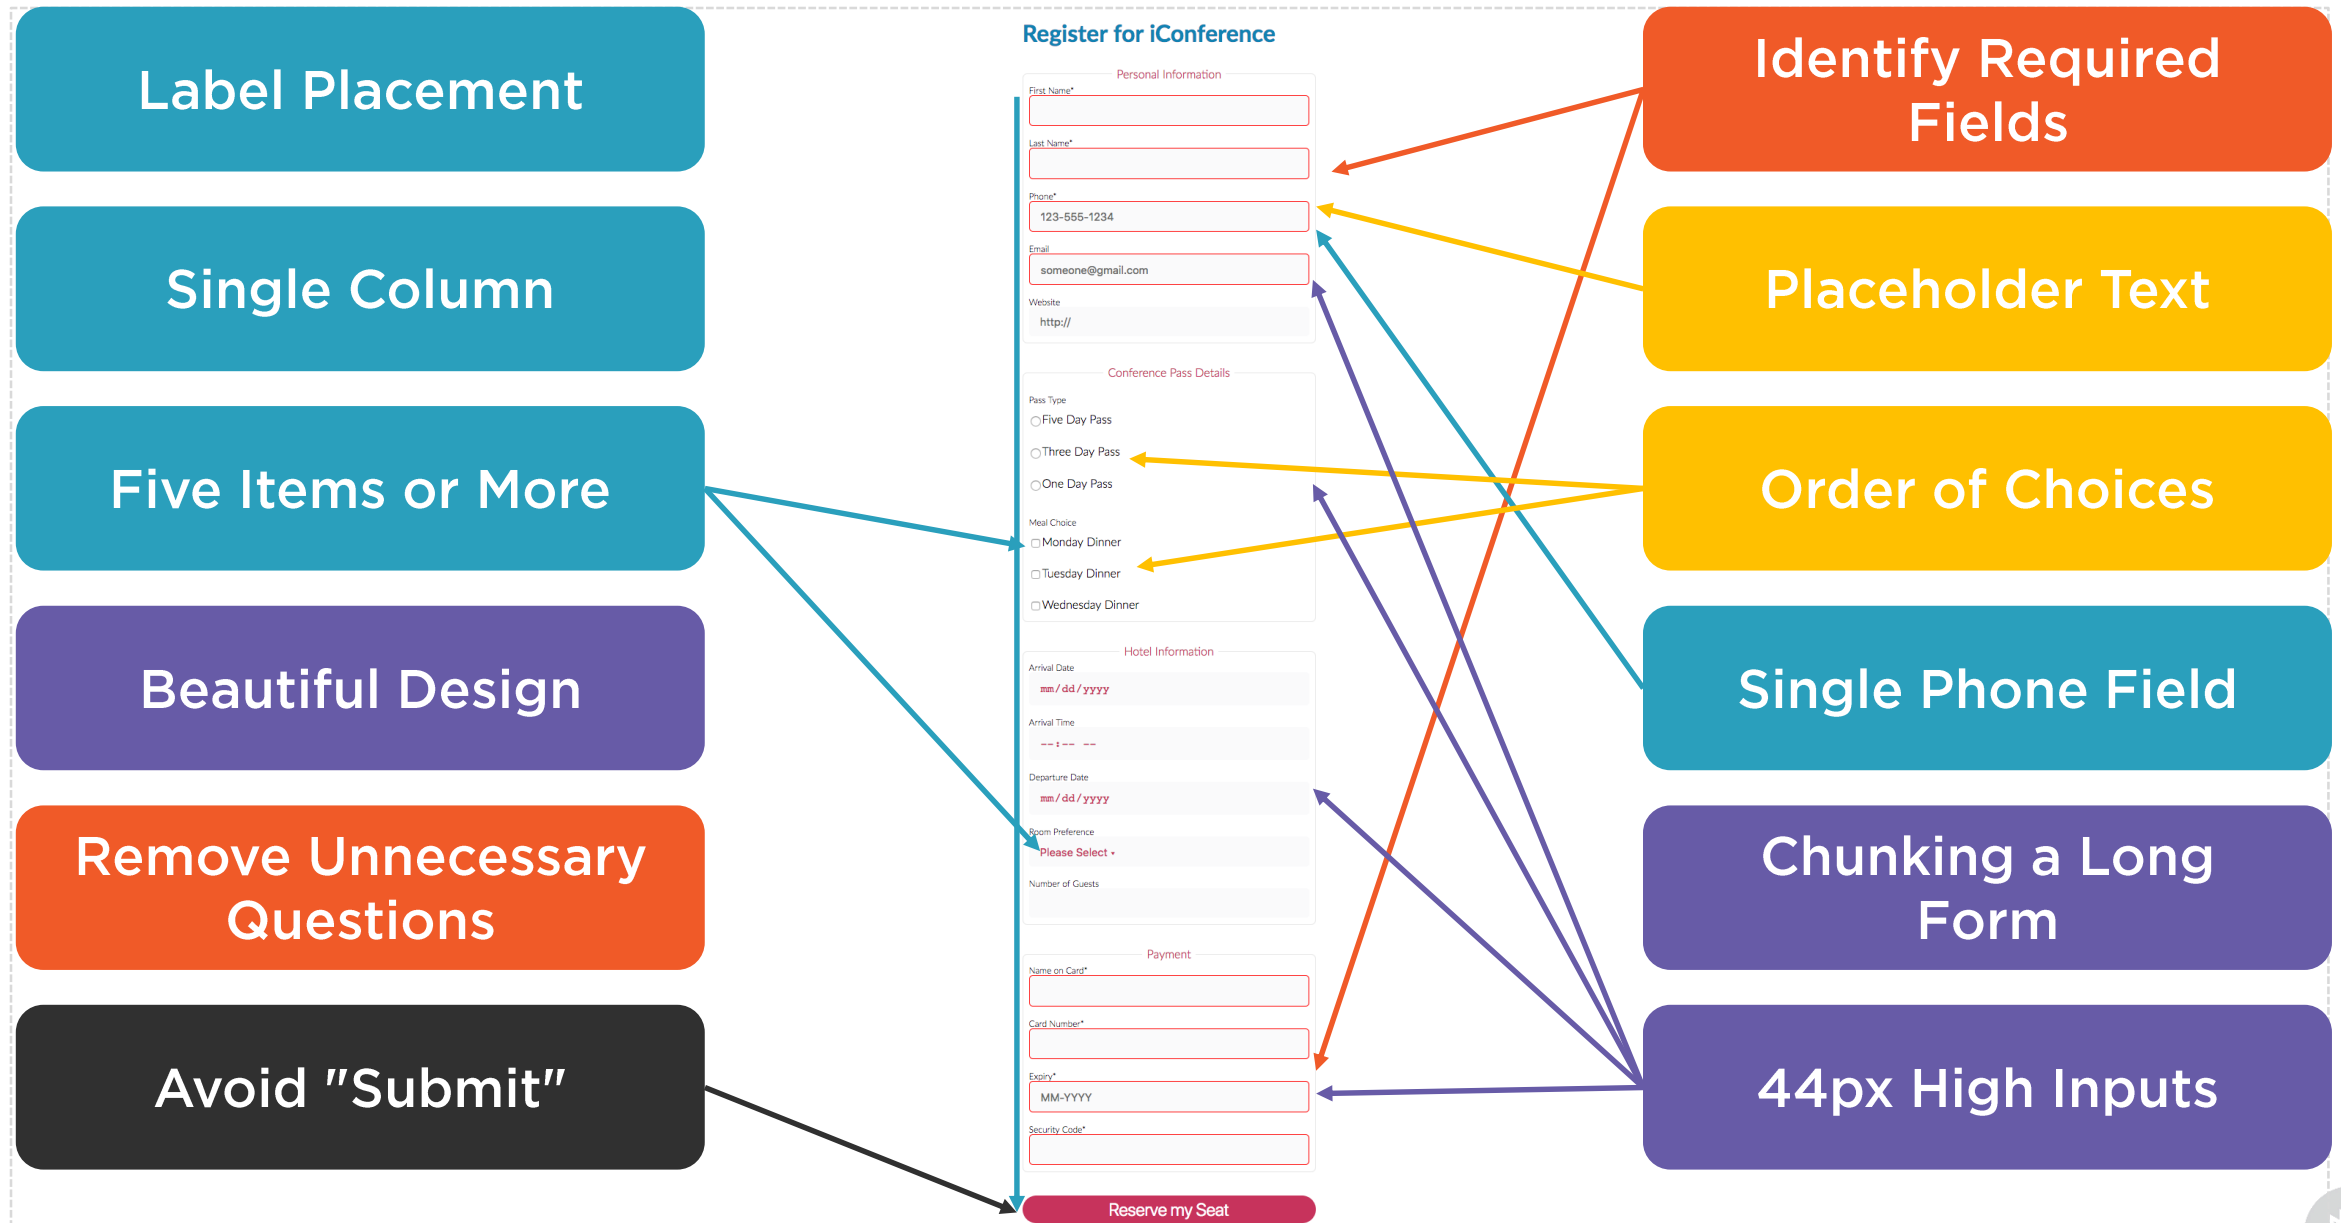 Label Placement
Single Column
Five Items or More
Beautiful Design
Remove Unnecessary
Questions
Avoid "Submit"
Register for iConference
Personal Information
First Name*
Last Name*
Phone*
123-555-1234
Email
someone@gmail.com
Website
http://
Conference Pass Details
Pass Type
Five Day Pass
Three Day Pass
One Day Pass
Meal Choice
Monday Dinner
Tuesday Dinner
Wednesday Dinner
Hotel Information
Arrival Date
mm/dd/yyyy
Arrival Time
--:-- --
Departure Date
mm/dd/yyyy
Room Preference
Please Select
Number of Guests
Payment
Name on Card*
Card Number*
Expiry*
MM-YYYY
Security Code*
Reserve my Seat
Identify Required
Fields
Placeholder Text
Order of Choices
Single Phone Field
Chunking a Long
Form
44px High Inputs